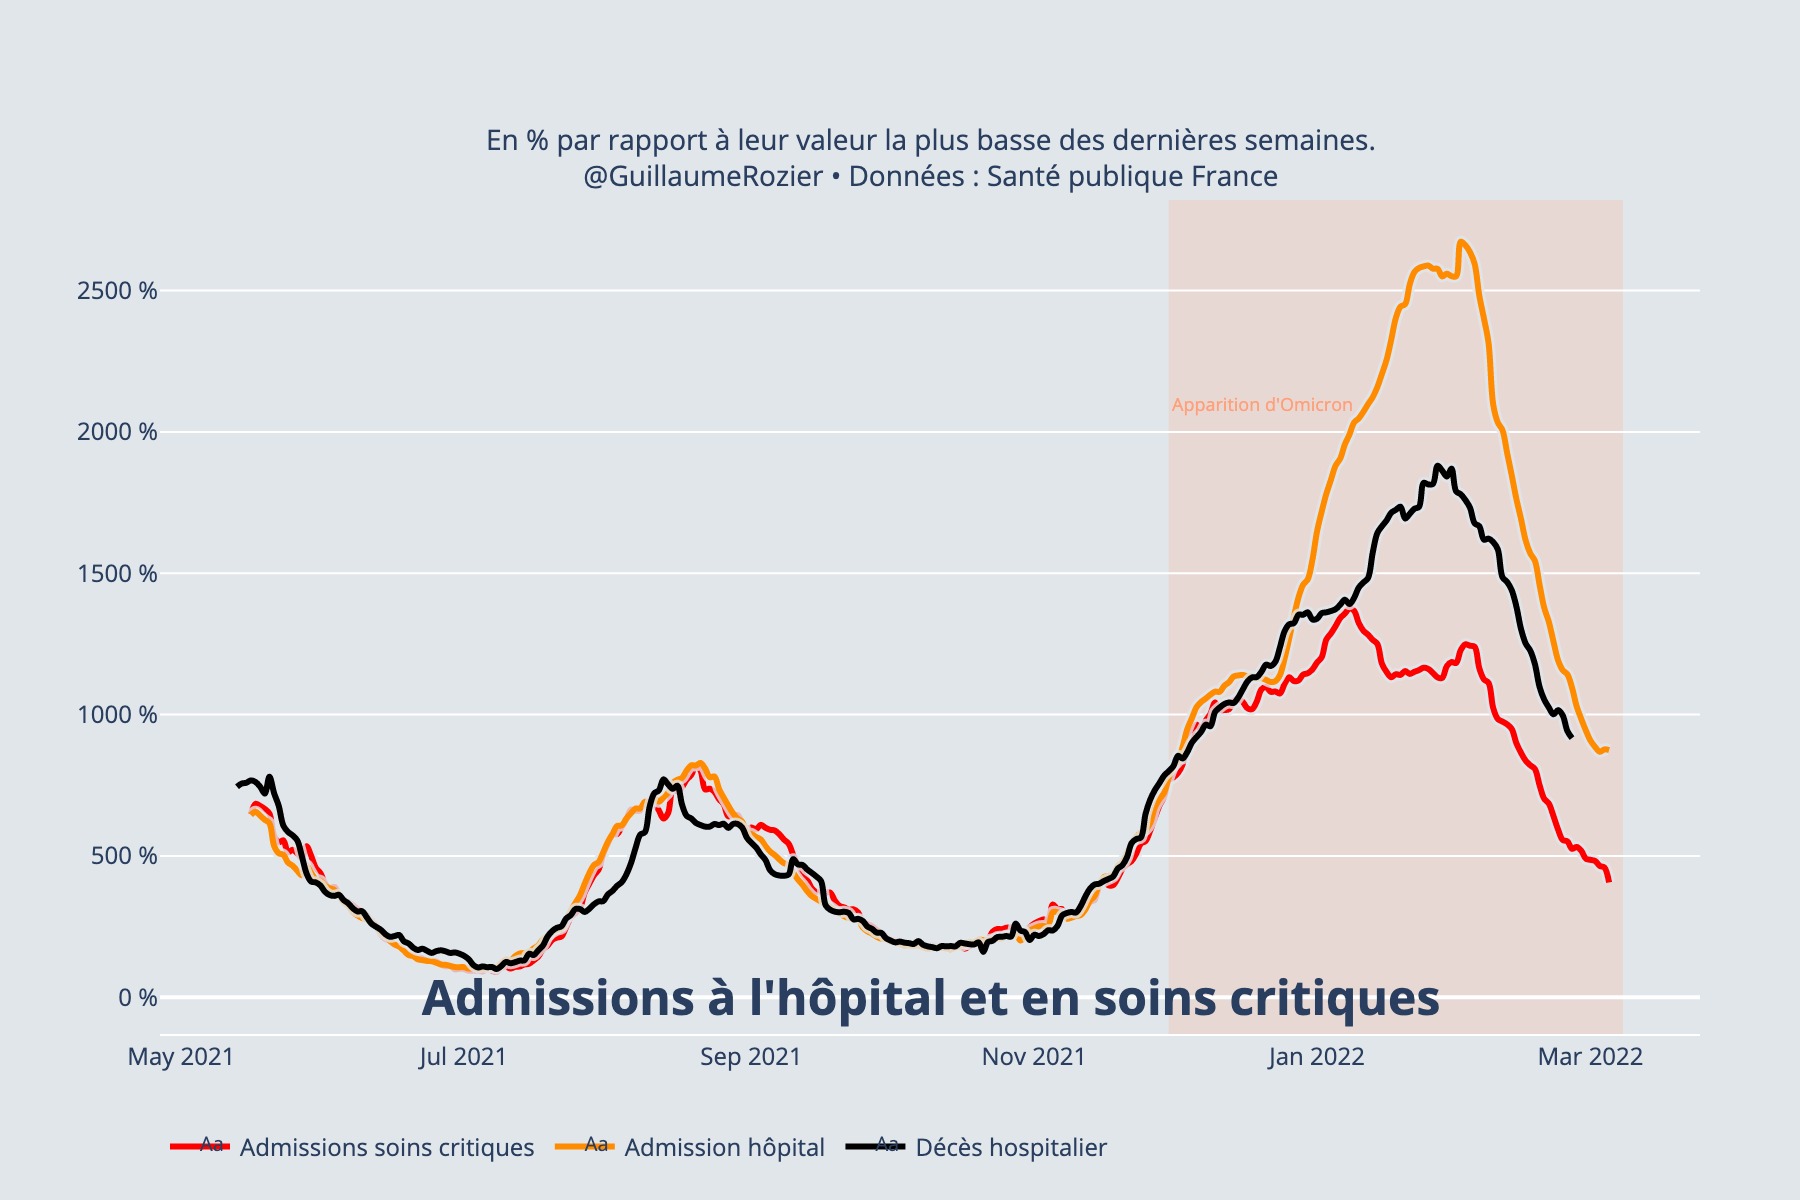 En % par rapport à leur valeur la plus basse des dernières semaines.
@GuillaumeRozier • Données : Santé publique France
2500 %
Apparition d'Omicron
2000 %
1500 %
1000 %
500 %
0 %
Admissions à l'hôpital et en soins critiques
May 2021 Jul 2021 Sep 2021 Nov 2021 Jan 2022 Mar 2022
Aa Admissions soins critiques Aa Admission hôpital Aa Décès hospitalier